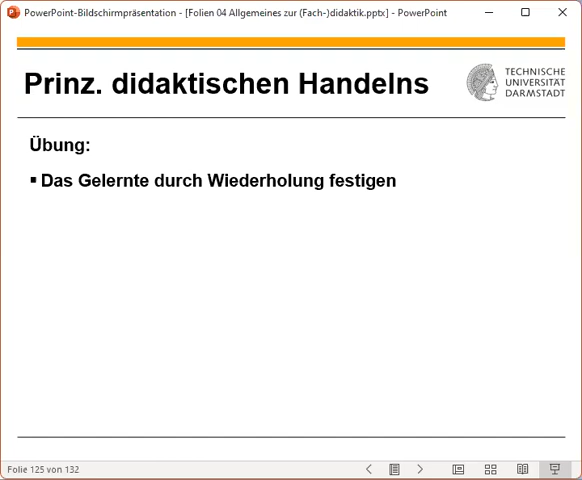 PowerPoint-Bildschirmpräsentation - [Folien 04 Allgemeines zur (Fach-)didaktik.pptx] - PowerPoint
Prinz. didaktischen Handelns
TECHNISCHE
UNIVERSITÄT
DARMSTADT
Übung:
▪ Das Gelernte durch Wiederholung festigen
Folie 125 von 132